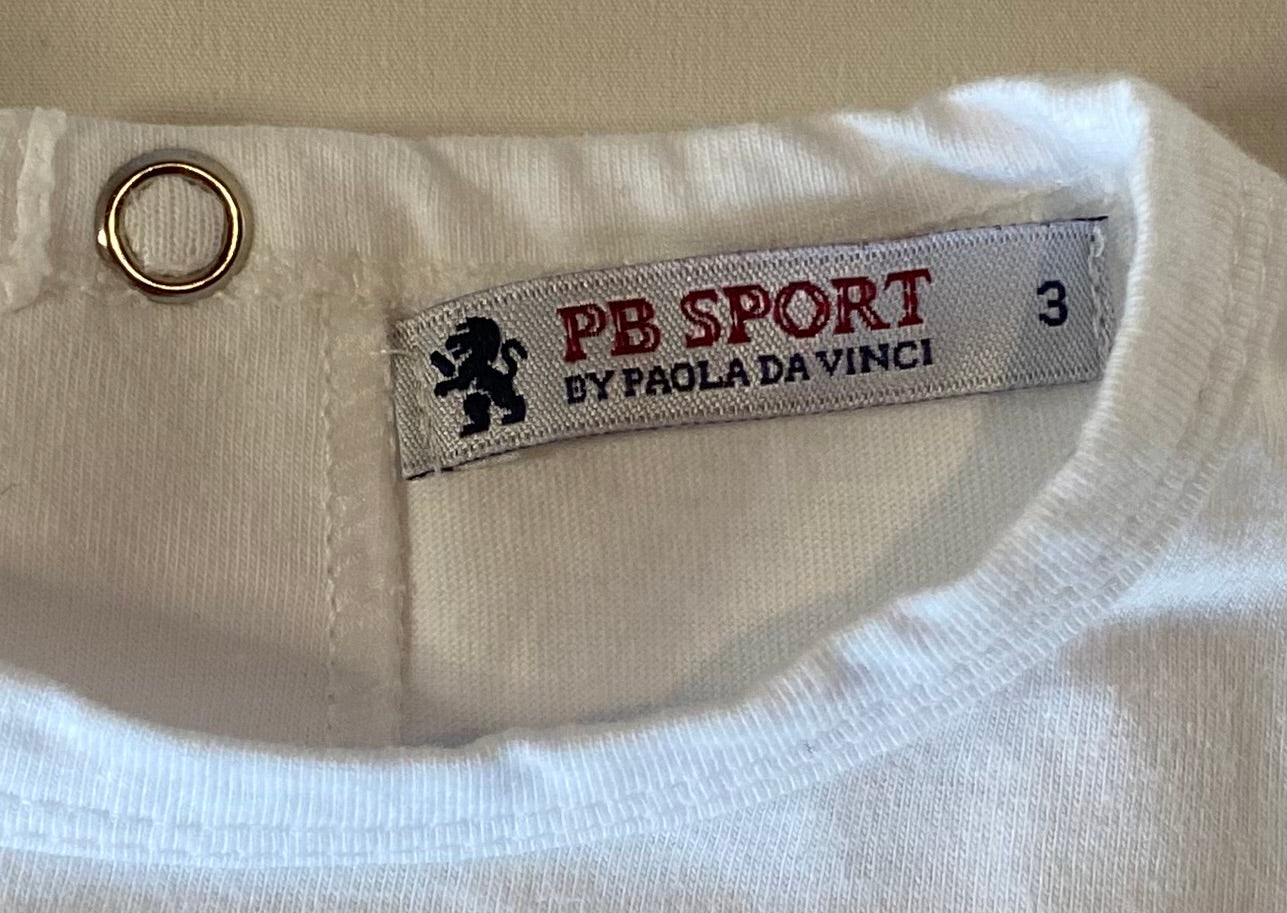 PB SPORT
BY PAOLA DA VINCI
3